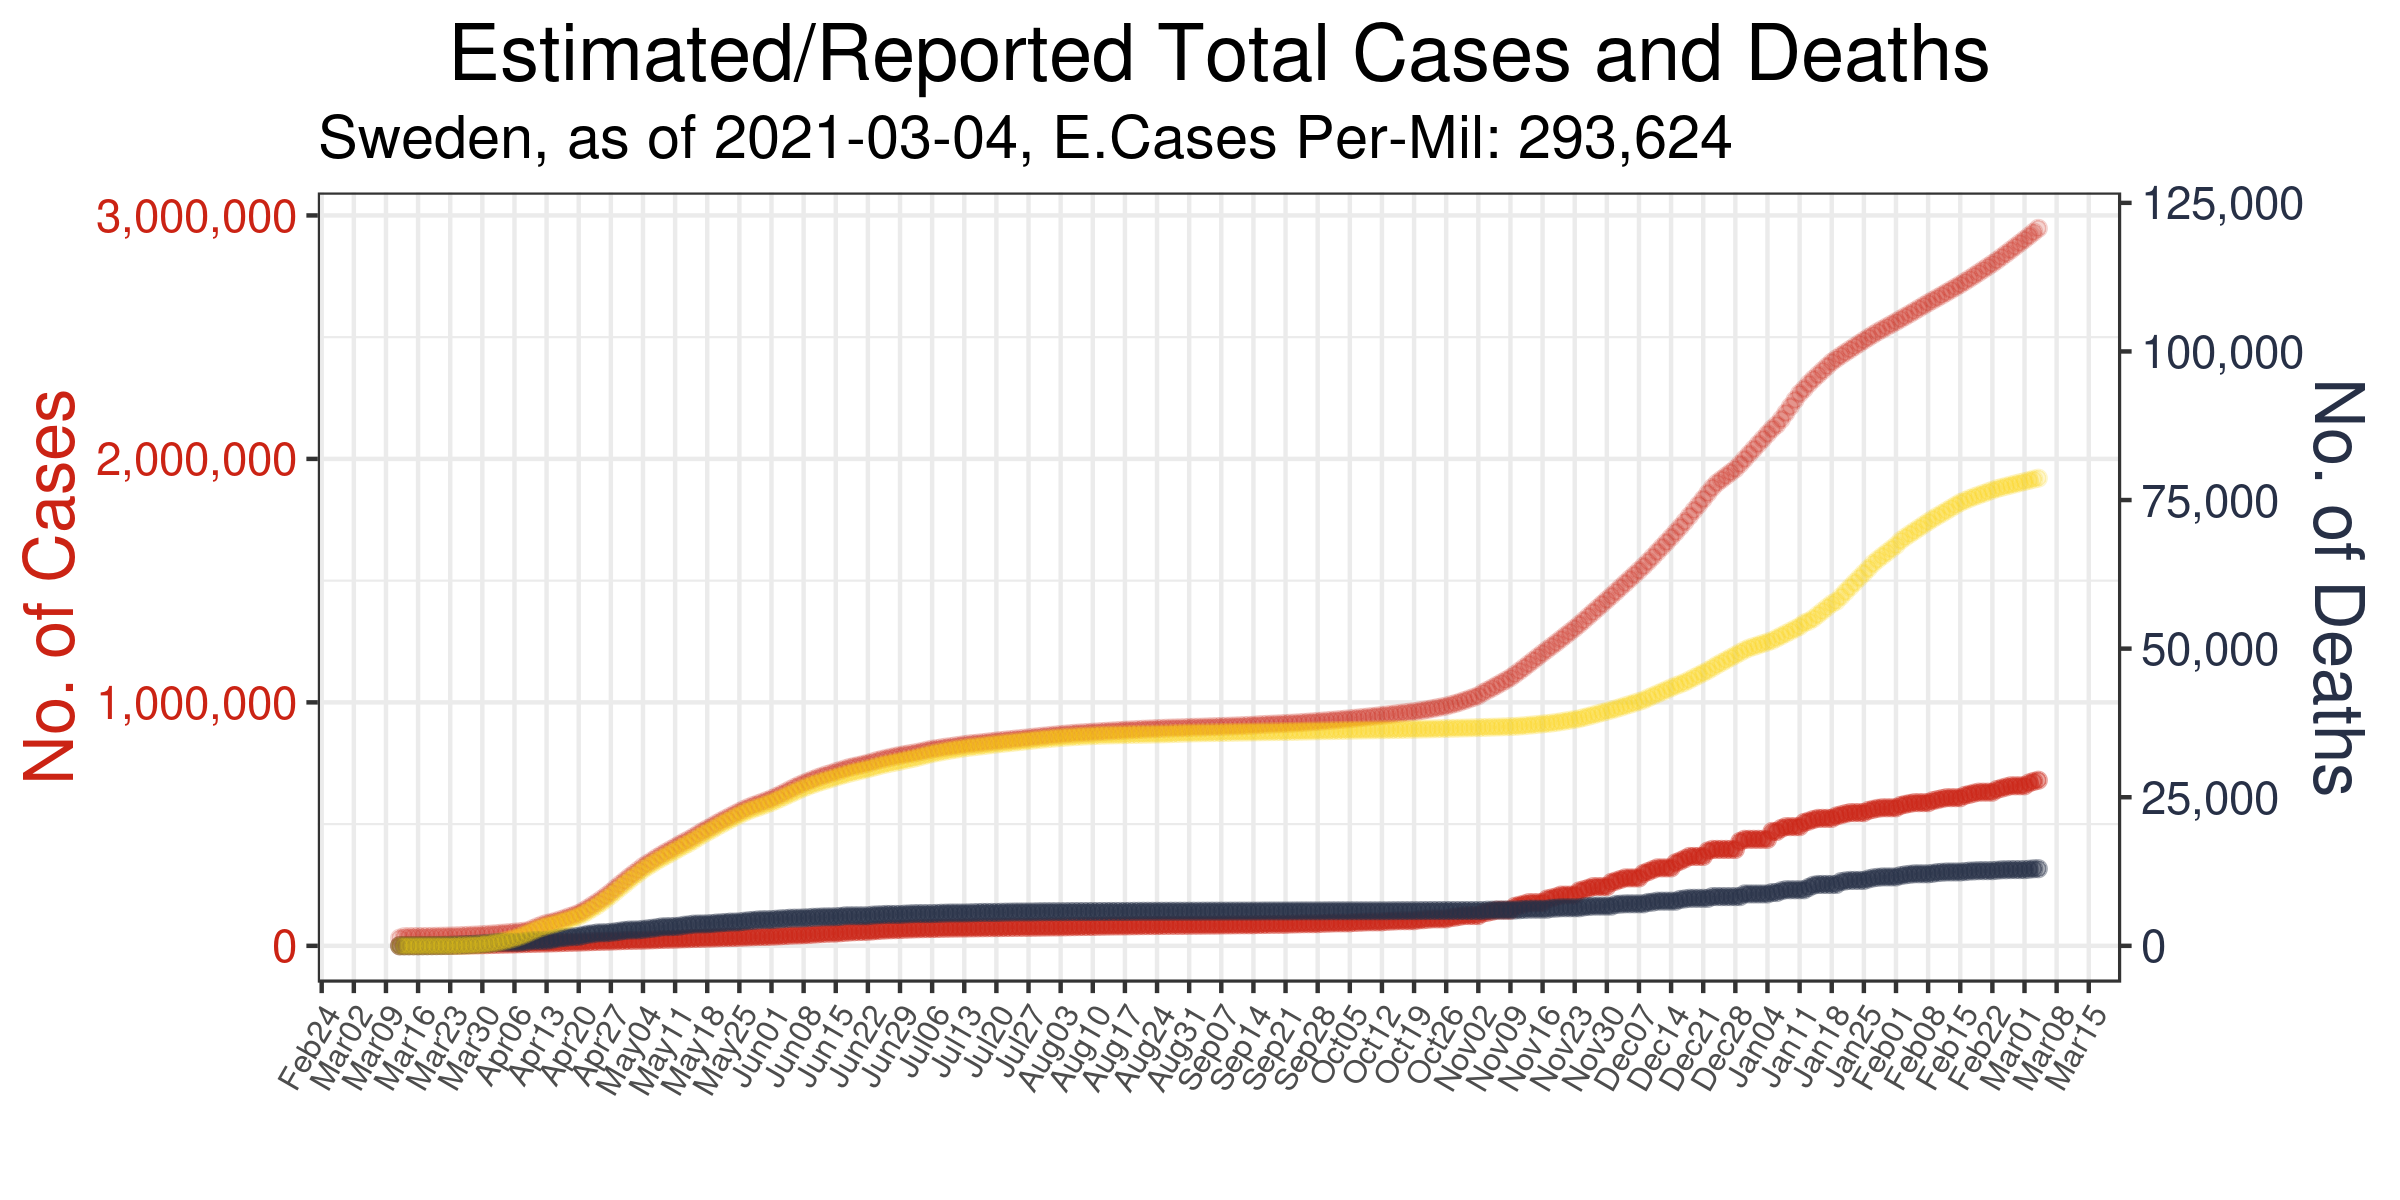 Estimated/Reported Total Cases and Deaths
Sweden, as of 2021-03-04, E.Cases Per-Mil: 293,624
No. of Cases
3,000,000
2,000,000
1,000,000
0
125,000
100,000
75,000
50,000
25,000
0
No. of Deaths
Feb24
Mar02
Mar09
Mar16
Mar23
Mar30
Apr06
Apr13
Apr20
Apr27
May04
May11
May18
May25
Jun01
Jun08
Jun15
Jun22
Jun29
Jul06
Jul13
Jul20
Jul27
Aug03
Aug10
Aug17
Aug24
Aug31
Sep07
Sep14
Sep21
Sep28
Oct05
Oct12
Oct19
Oct26
Nov02
Nov09
Nov16
Nov23
Nov30
Dec07
Dec14
Dec21
Dec28
Jan04
Jan11
Jan18
Jan25
Feb01
Feb08
Feb15
Feb22
Mar01
Mar08
Mar15